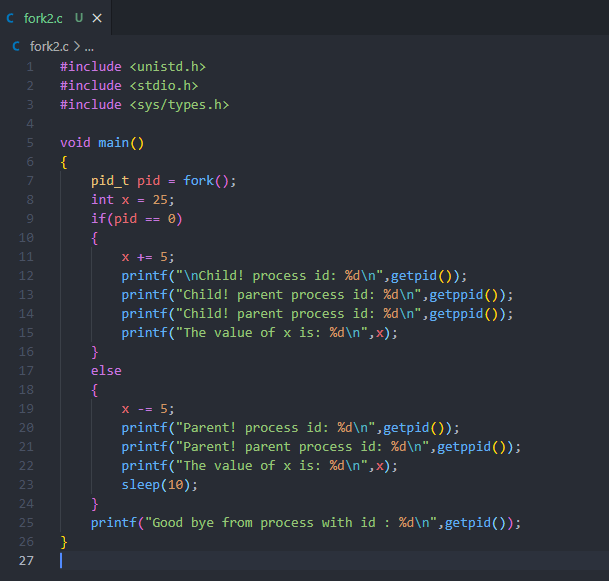 fork2.c U ×
C fork2.c > ...
1 #include <unistd.h>
2 #include <stdio.h>
3 #include <sys/types.h>
4
5 void main()
6 {
7     pid_t pid = fork();
8     int x = 25;
9     if(pid == 0)
10     {
11         x += 5;
12         printf("\nChild! process id: %d\n",getpid());
13         printf("Child! parent process id: %d\n",getppid());
14         printf("Child! parent process id: %d\n",getppid());
15         printf("The value of x is: %d\n",x);
16     }
17     else
18     {
19         x -= 5;
20         printf("Parent! process id: %d\n",getpid());
21         printf("Parent! parent process id: %d\n",getppid());
22         printf("The value of x is: %d\n",x);
23         sleep(10);
24     }
25     printf("Good bye from process with id : %d\n",getpid());
26 }
27